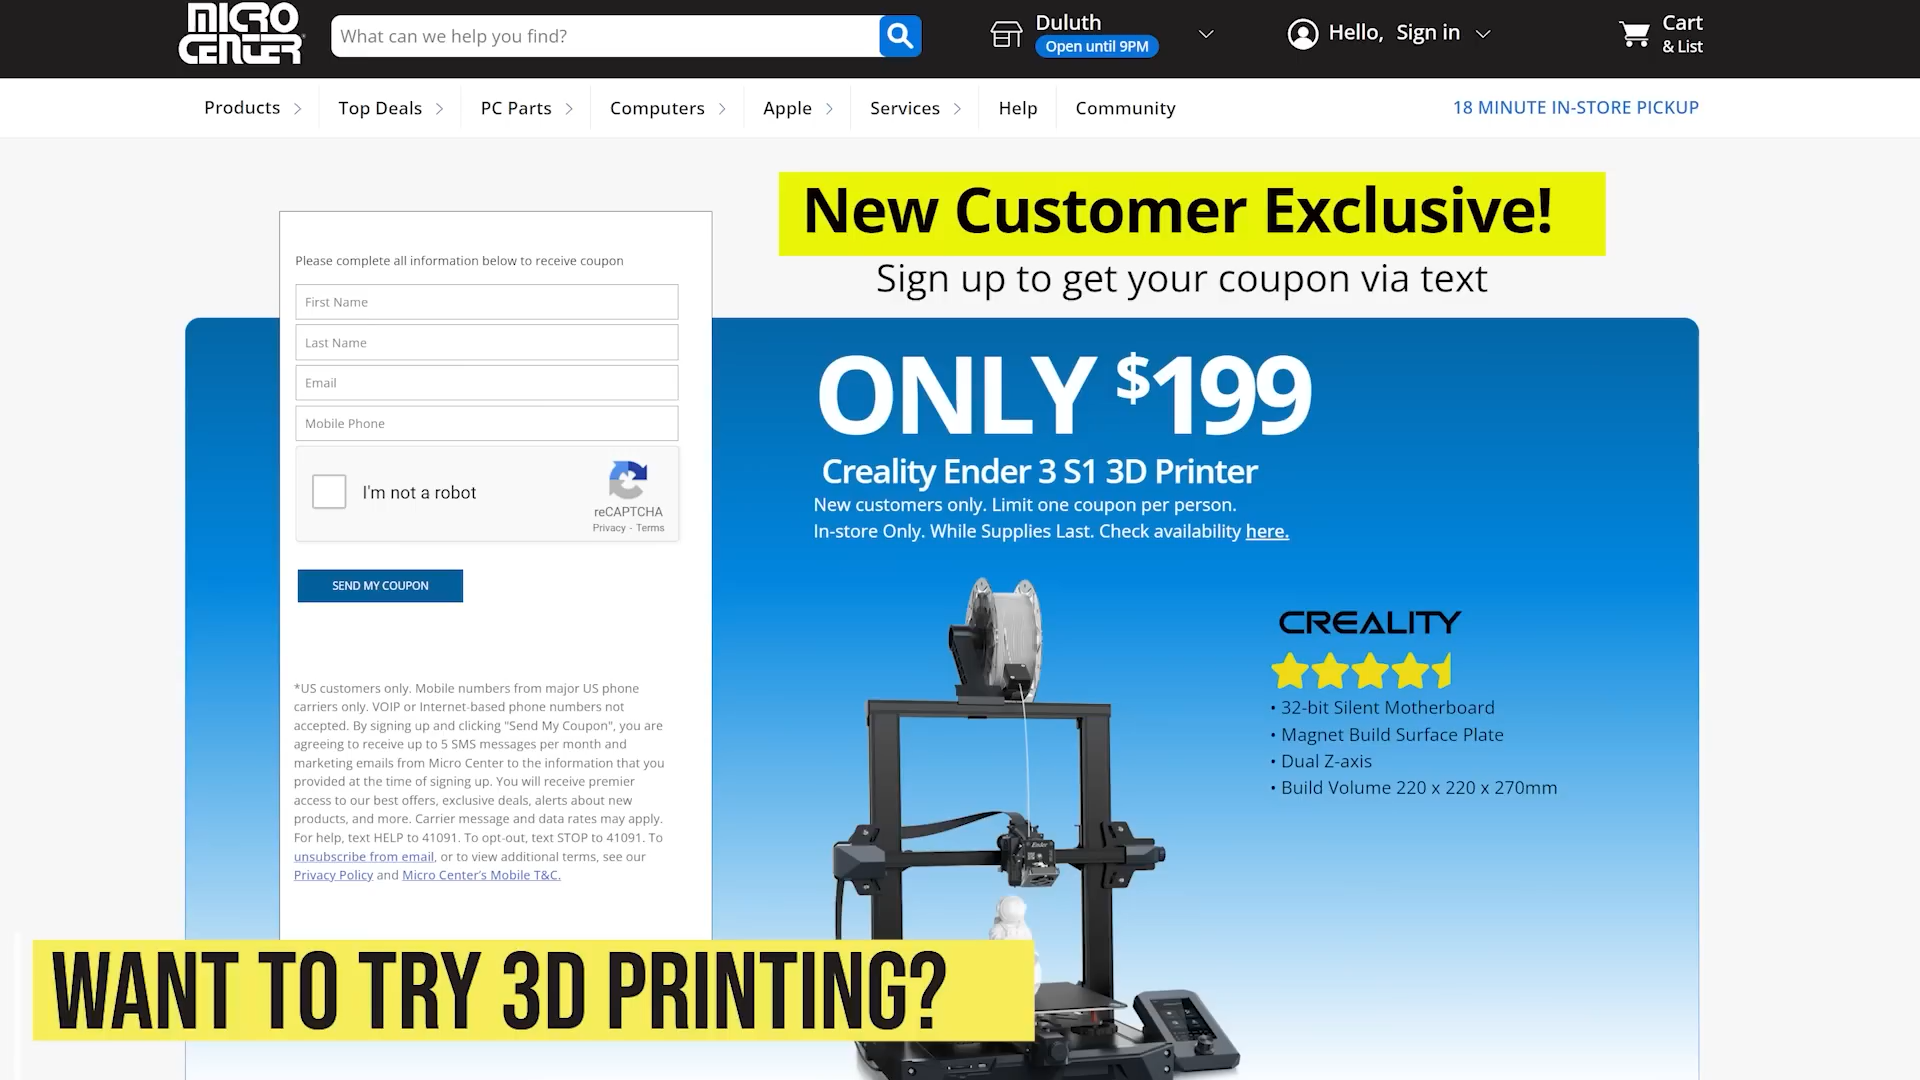 MICRO
CENTER
What can we help you find?
Duluth
Open until 9PM
Hello, Sign in
Cart
& List
Products
Top Deals
PC Parts
Computers
Apple
Services
Help
Community
18 MINUTE IN-STORE PICKUP
New Customer Exclusive!
Sign up to get your coupon via text
Please complete all information below to receive coupon
First Name
Last Name
Email
Mobile Phone
I'm not a robot
reCAPTCHA
Privacy - Terms
SEND MY COUPON
*US customers only. Mobile numbers from major US phone
carriers only. VOIP or Internet-based phone numbers not
accepted. By signing up and clicking "Send My Coupon", you are
agreeing to receive up to 5 SMS messages per month and
marketing emails from Micro Center to the information that you
provided at the time of signing up. You will receive premier
access to our best offers, exclusive deals, alerts about new
products, and more. Carrier message and data rates may apply.
For help, text HELP to 41091. To opt-out, text STOP to 41091. To
unsubscribe from email, or to view additional terms, see our
Privacy Policy and Micro Center's Mobile T&C.
ONLY $199
Creality Ender 3 S1 3D Printer
New customers only. Limit one coupon per person.
In-store Only. While Supplies Last. Check availability here.
CREALITY
• 32-bit Silent Motherboard
• Magnet Build Surface Plate
• Dual Z-axis
• Build Volume 220 x 220 x 270mm
Ender
WANT TO TRY 3D PRINTING?